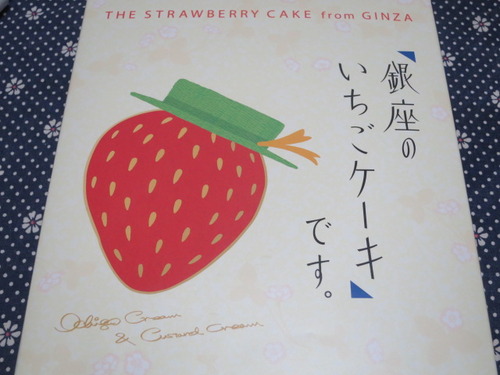 THE STRAWBERRY CAKE from GINZA
「銀座の
いちごケーキ」
です。
Ichigo Cream
& Custard Cream